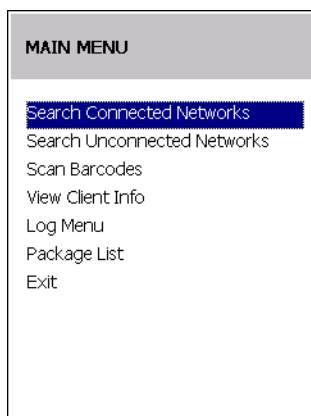 MAIN MENU
Search Connected Networks
Search Unconnected Networks
Scan Barcodes
View Client Info
Log Menu
Package List
Exit